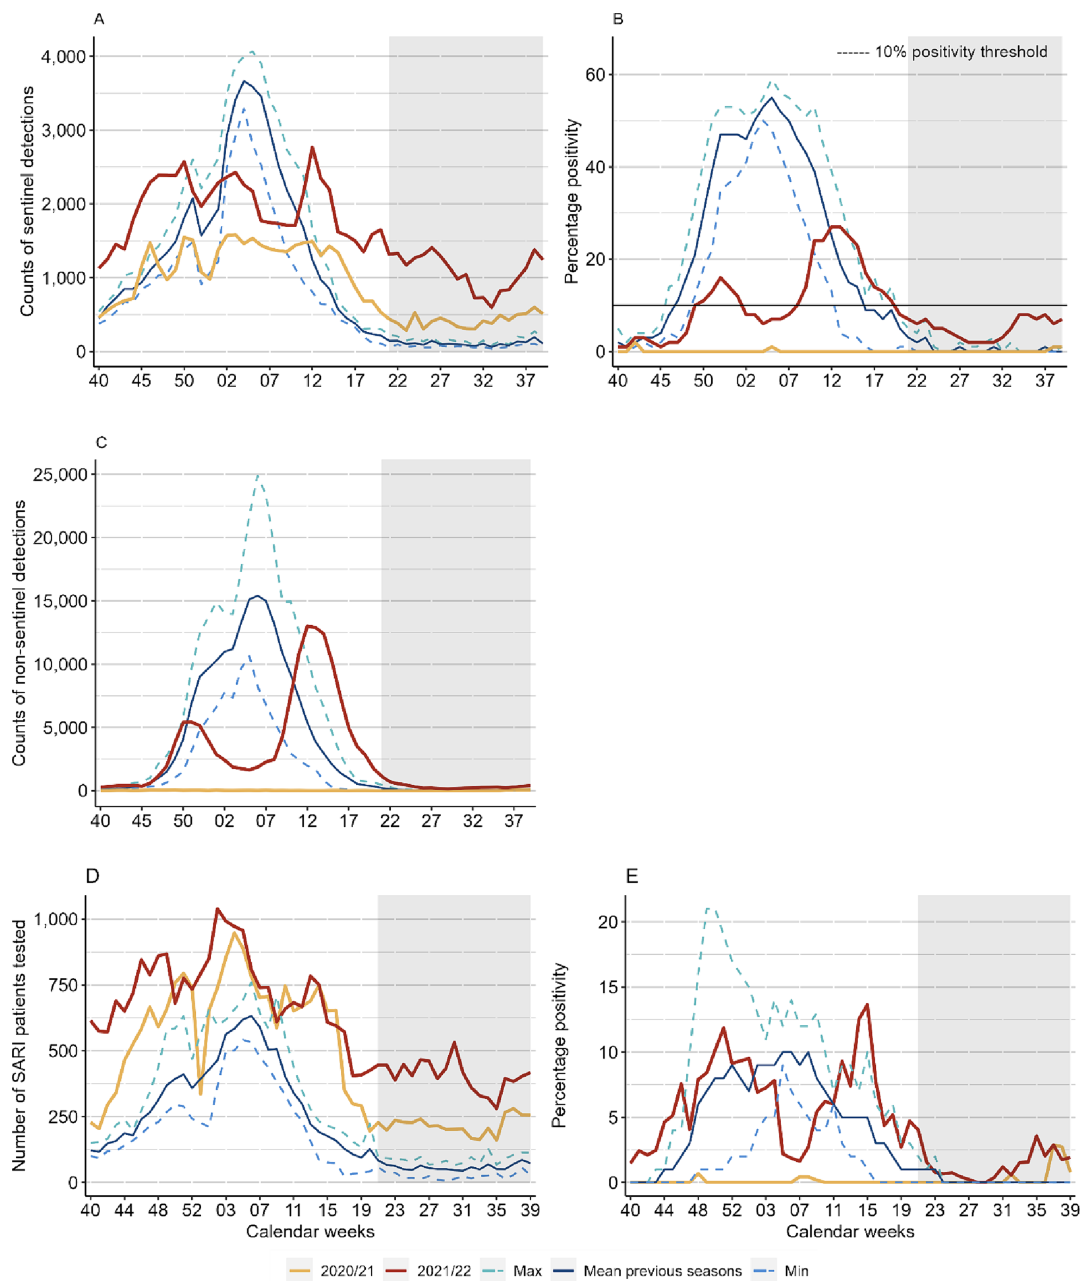 A
Counts of sentinel detections
4,000
3,000
2,000
1,000
0
40 45 50 02 07 12 17 22 27 32 37
B
------ 10% positivity threshold
Percentage positivity
60
40
20
0
40 45 50 02 07 12 17 22 27 32 37
C
Counts of non-sentinel detections
25,000
20,000
15,000
10,000
5,000
0
40 45 50 02 07 12 17 22 27 32 37
D
Number of SARI patients tested
1,000
750
500
250
0
40 44 48 52 03 07 11 15 19 23 27 31 35 39
Calendar weeks
E
Percentage positivity
20
15
10
5
0
40 44 48 52 03 07 11 15 19 23 27 31 35 39
Calendar weeks
2020/21 2021/22 Max Mean previous seasons Min